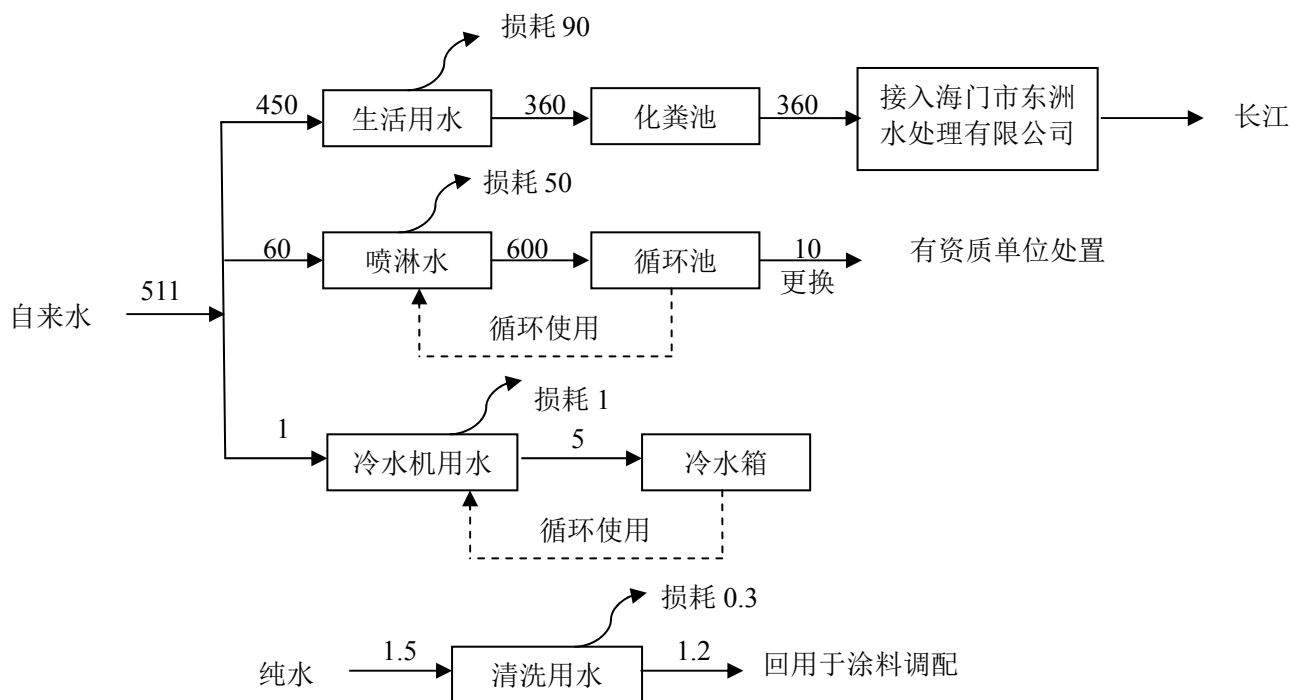 损耗 90
450
生活用水
360
化粪池
360
接入海门市东洲
水处理有限公司
长江
损耗 50
60
喷淋水
600
循环池
10
更换
有资质单位处置
自来水
511
循环使用
损耗 1
1
冷水机用水
5
冷水箱
循环使用
损耗 0.3
纯水
1.5
清洗用水
1.2
回用于涂料调配